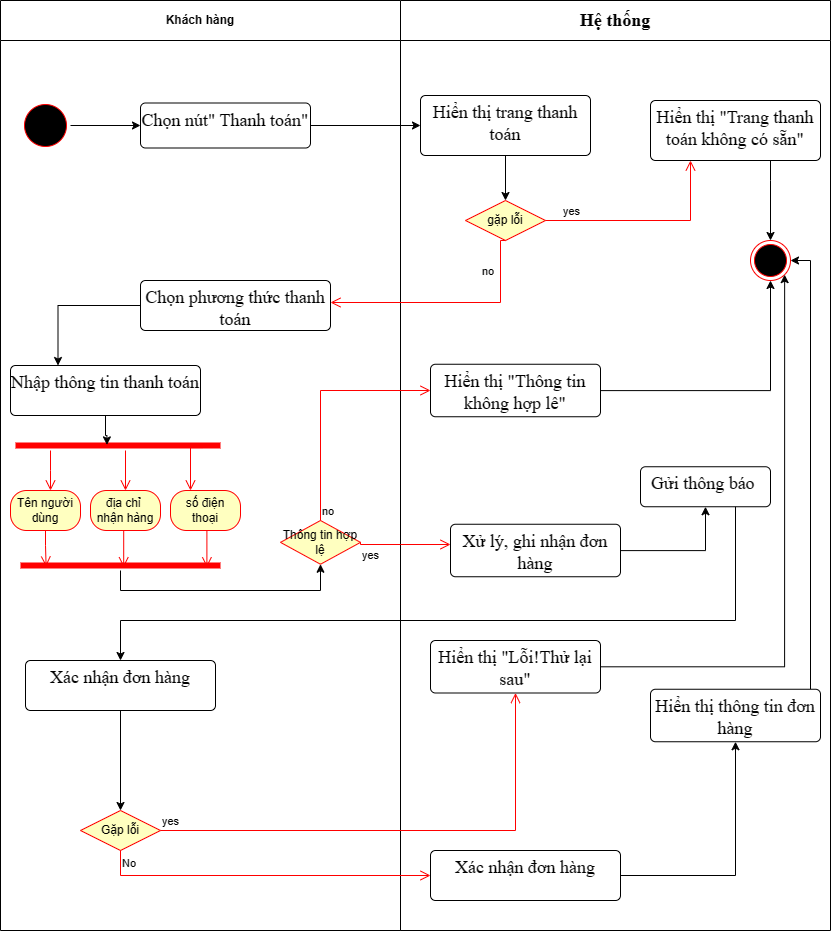 Khách hàng
Hệ thống
Chọn nút" Thanh toán"
Hiển thị trang thanh
toán
Hiển thị "Trang thanh
toán không có sẵn"
gặp lỗi
yes
no
Chọn phương thức thanh
toán
Nhập thông tin thanh toán
Hiển thị "Thông tin
không hợp lê"
Tên người
dùng
địa chỉ
nhận hàng
số điện
thoại
no
Thông tin hợp
lệ
yes
Gửi thông báo
Xử lý, ghi nhận đơn
hàng
Xác nhận đơn hàng
Hiển thị "Lỗi!Thử lại
sau"
Hiển thị thông tin đơn
hàng
Gặp lỗi
yes
No
Xác nhận đơn hàng